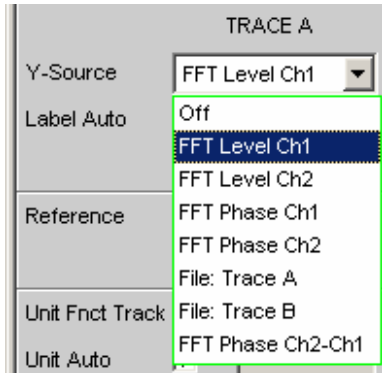 TRACE A
Y-Source FFT Level Ch1
Label Auto Off
FFT Level Ch1
FFT Level Ch2
Reference FFT Phase Ch1
FFT Phase Ch2
File: Trace A
Unit Fnct Track File: Trace B
Unit Auto FFT Phase Ch2-Ch1